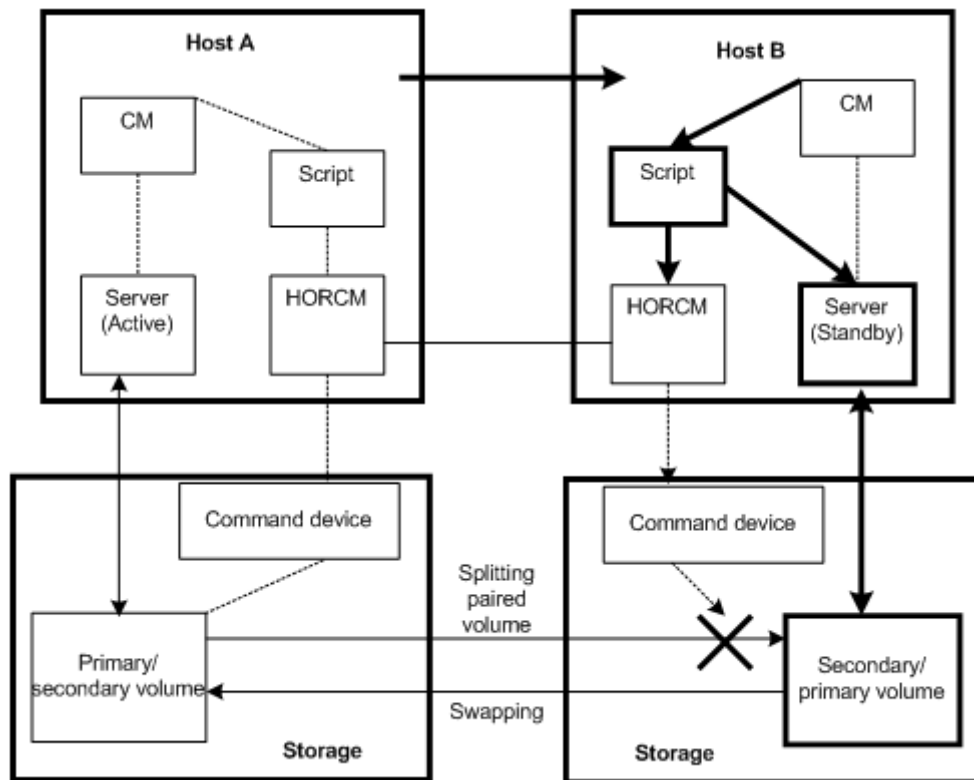 Host A
Host B
CM
CM
Script
Script
Server
(Active)
HORCM
HORCM
Server
(Standby)
Command device
Command device
Splitting
paired
volume
Primary/
secondary volume
Secondary/
primary volume
Swapping
Storage
Storage